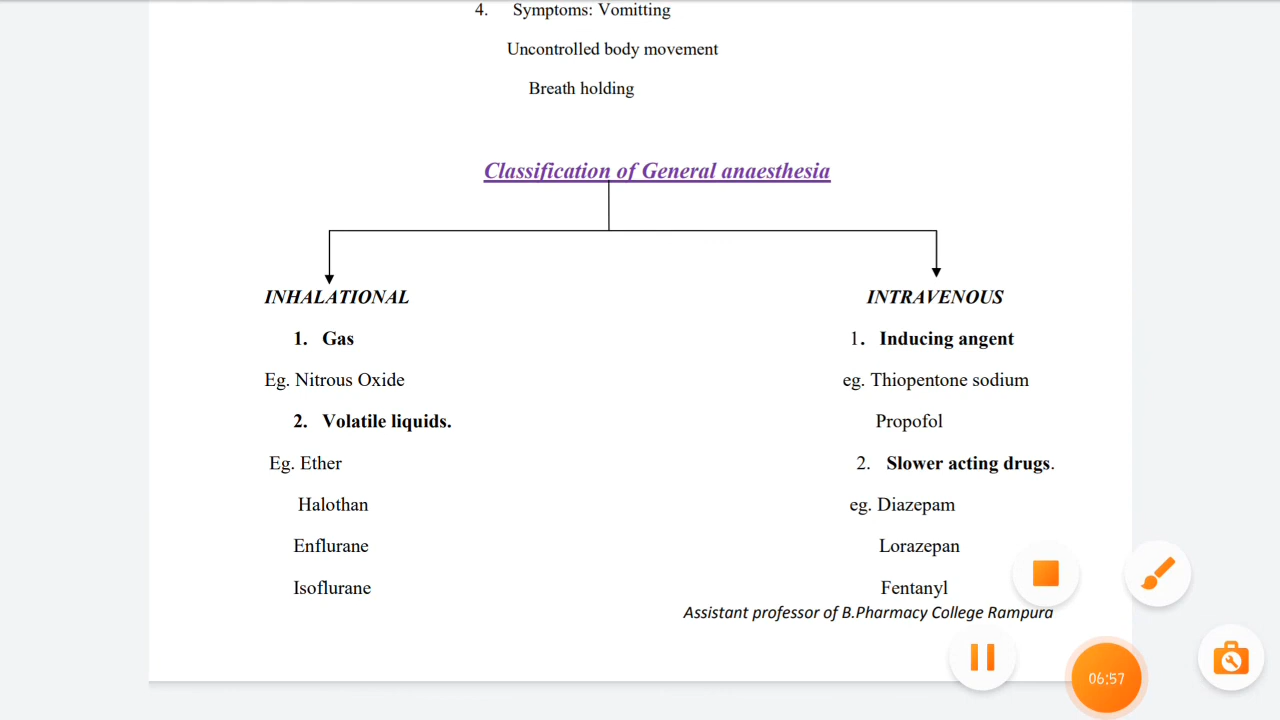 4. Symptoms: Vomitting
Uncontrolled body movement
Breath holding
Classification of General anaesthesia
INHALATIONAL
1. Gas
Eg. Nitrous Oxide
2. Volatile liquids.
Eg. Ether
Halothan
Enflurane
Isoflurane
INTRAVENOUS
1. Inducing angent
eg. Thiopentone sodium
Propofol
2. Slower acting drugs.
eg. Diazepam
Lorazepan
Fentanyl
Assistant professor of B.Pharmacy College Rampura
06:57